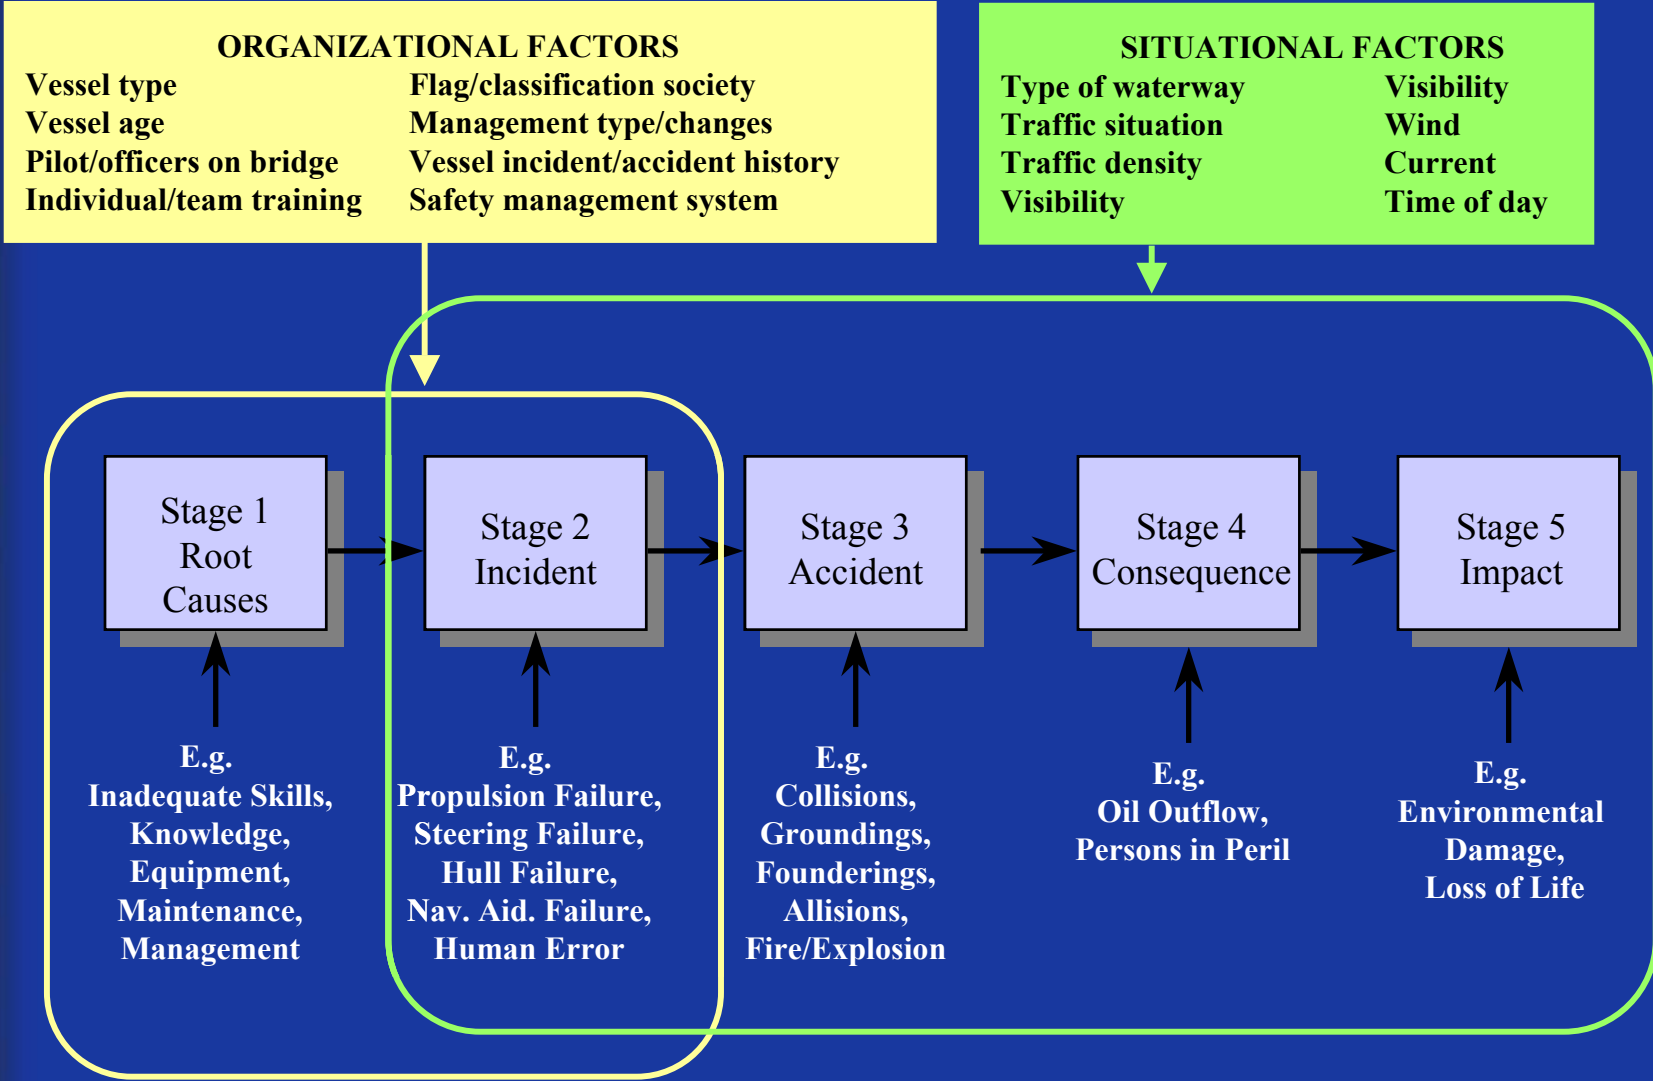 ORGANIZATIONAL FACTORS
Vessel type
Vessel age
Pilot/officers on bridge
Individual/team training
Flag/classification society
Management type/changes
Vessel incident/accident history
Safety management system
SITUATIONAL FACTORS
Type of waterway
Traffic situation
Traffic density
Visibility
Visibility
Wind
Current
Time of day
Stage 1
Root
Causes
Stage 2
Incident
Stage 3
Accident
Stage 4
Consequence
Stage 5
Impact
E.g.
Inadequate Skills,
Knowledge,
Equipment,
Maintenance,
Management
E.g.
Propulsion Failure,
Steering Failure,
Hull Failure,
Nav. Aid. Failure,
Human Error
E.g.
Collisions,
Groundings,
Founderings,
Allisions,
Fire/Explosion
E.g.
Oil Outflow,
Persons in Peril
E.g.
Environmental
Damage,
Loss of Life